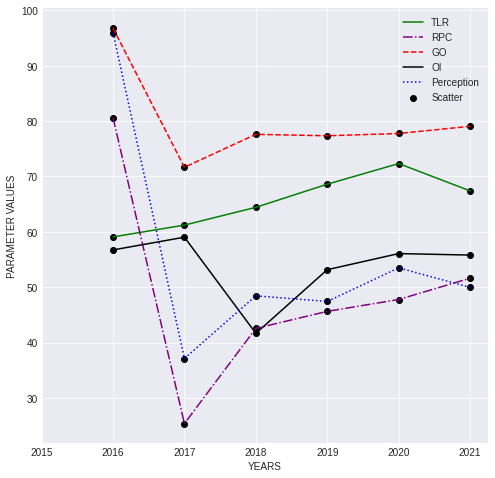 100
90
80
70
60
50
40
30
PARAMETER VALUES
2015 2016 2017 2018 2019 2020 2021
YEARS
TLR
RPC
GO
OI
Perception
Scatter